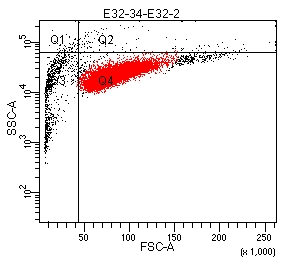 E32-34-E32-2
Q1 Q2
Q3 Q4
SSC-A
10^5
10^4
10^3
10^2
50 100 150 200 250
FSC-A
(x 1,000)